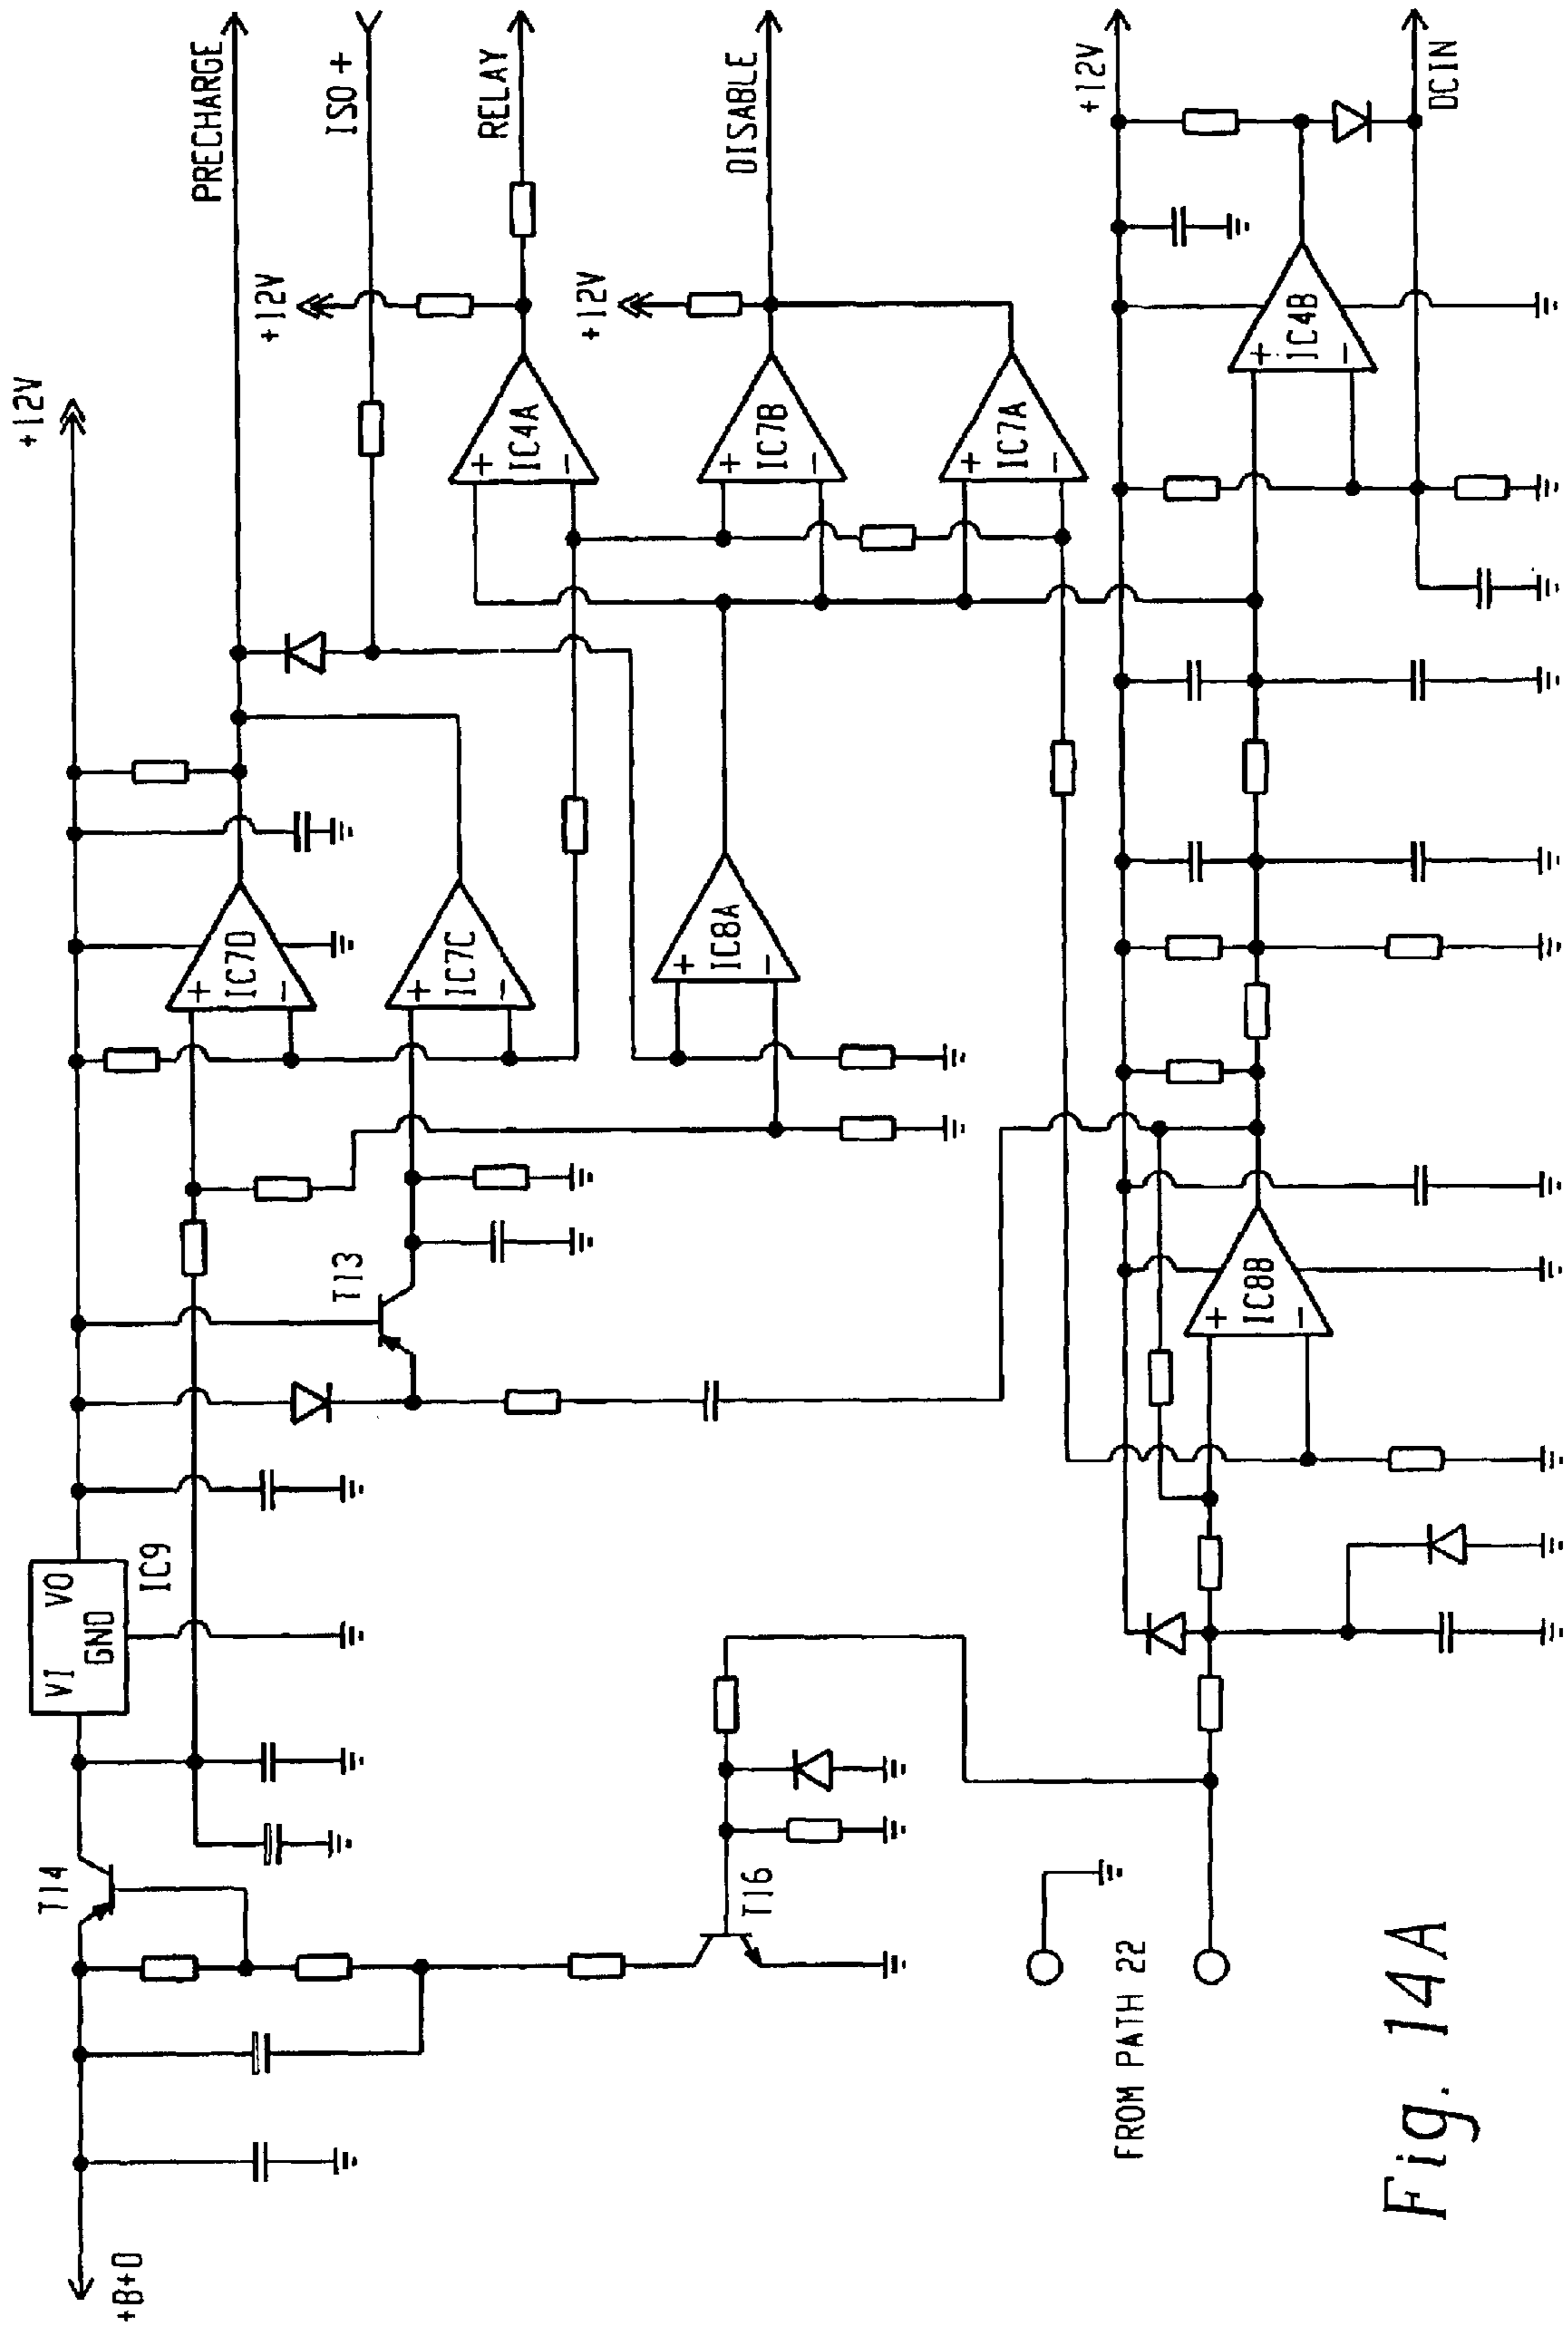 +12V
PRECHARGE
ISO +
+12V
RELAY
+12V
DISABLE
+12V
DCIN
+ IC7D −
+ IC7C −
+ IC4A −
+ IC7B −
+ IC7A −
+ IC8A −
+ IC4B −
+ IC8B −
T13
VI VO
GND
IC9
T14
T16
+B+D
FROM PATH 22
Fig. 14A